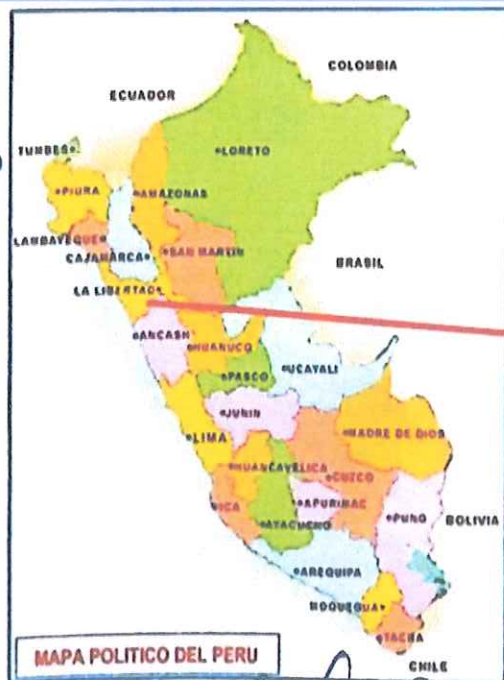 COLOMBIA
ECUADOR
TUMBES
LORETO
PIURA
AMAZONAS
LAMBAYEQUE
CAJAMARCA
SAN MARTIN
BRASIL
LA LIBERTAD
ANCASH
HUANUCO
UCAYALI
PASCO
JUNIN
LIMA
MADRE DE DIOS
HUANCAVELICA
CUZCO
ICA
APURIMAC
PUNO
BOLIVIA
AYACUCHO
AREQUIPA
MOQUEGUA
TACNA
MAPA POLITICO DEL PERU
CHILE